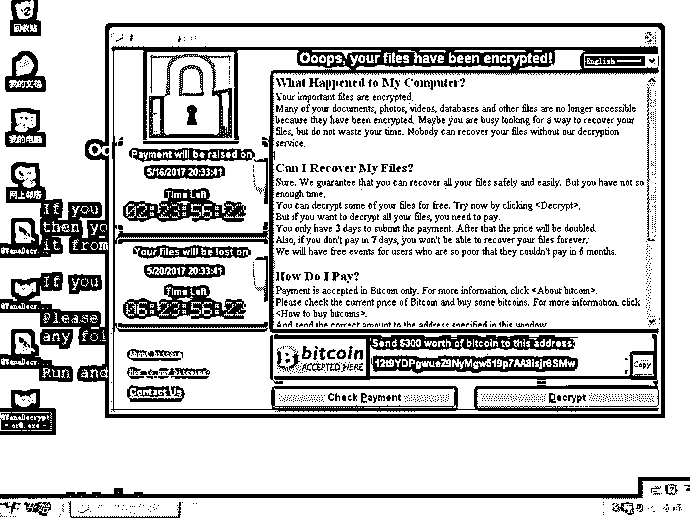 回收站
我的文档
我的电脑
网上邻居
@WanaDecr...
@WanaDecr...
@WanaDecrypt
- or@.exe -
If you
then yo
it from
If you
Please
any fol
Run and
Ooops, your files have been encrypted!
English
Payment will be raised on
5/16/2017 20:33:41
Time Left
02:23:56:22
Your files will be lost on
5/20/2017 20:33:41
Time Left
06:23:56:22
About bitcoin
How to buy bitcoins?
Contact Us
What Happened to My Computer?
Your important files are encrypted.
Many of your documents, photos, videos, databases and other files are no longer accessible
because they have been encrypted. Maybe you are busy looking for a way to recover your
files, but do not waste your time. Nobody can recover your files without our decryption
service.
Can I Recover My Files?
Sure. We guarantee that you can recover all your files safely and easily. But you have not so
enough time.
You can decrypt some of your files for free. Try now by clicking <Decrypt>.
But if you want to decrypt all your files, you need to pay.
You only have 3 days to submit the payment. After that the price will be doubled.
Also, if you don't pay in 7 days, you won't be able to recover your files forever.
We will have free events for users who are so poor that they couldn't pay in 6 months.
How Do I Pay?
Payment is accepted in Bitcoin only. For more information, click <About bitcoin>.
Please check the current price of Bitcoin and buy some bitcoins. For more information, click
<How to buy bitcoins>.
And send the correct amount to the address specified in this window.
bitcoin
ACCEPTED HERE
Send $300 worth of bitcoin to this address:
12t9YDPgwueZ9NyMgw519p7AA8isjr6SMw
Copy
Check Payment
Decrypt